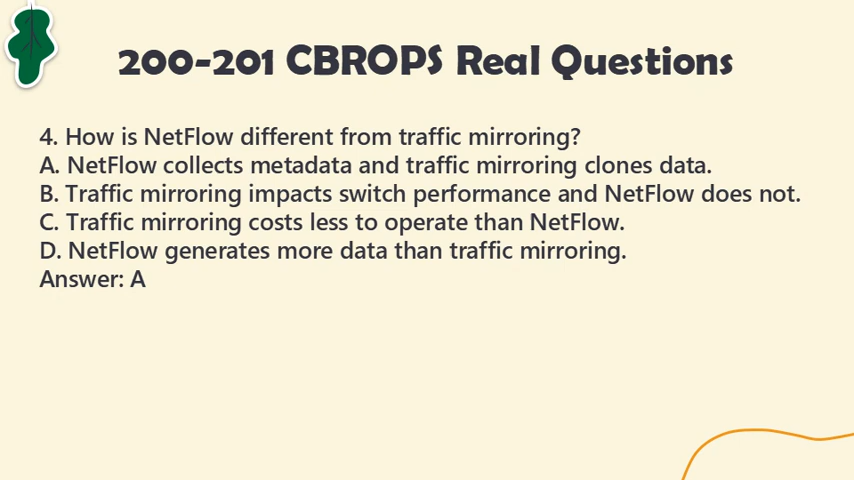 200-201 CBROPS Real Questions
4. How is NetFlow different from traffic mirroring?
A. NetFlow collects metadata and traffic mirroring clones data.
B. Traffic mirroring impacts switch performance and NetFlow does not.
C. Traffic mirroring costs less to operate than NetFlow.
D. NetFlow generates more data than traffic mirroring.
Answer: A